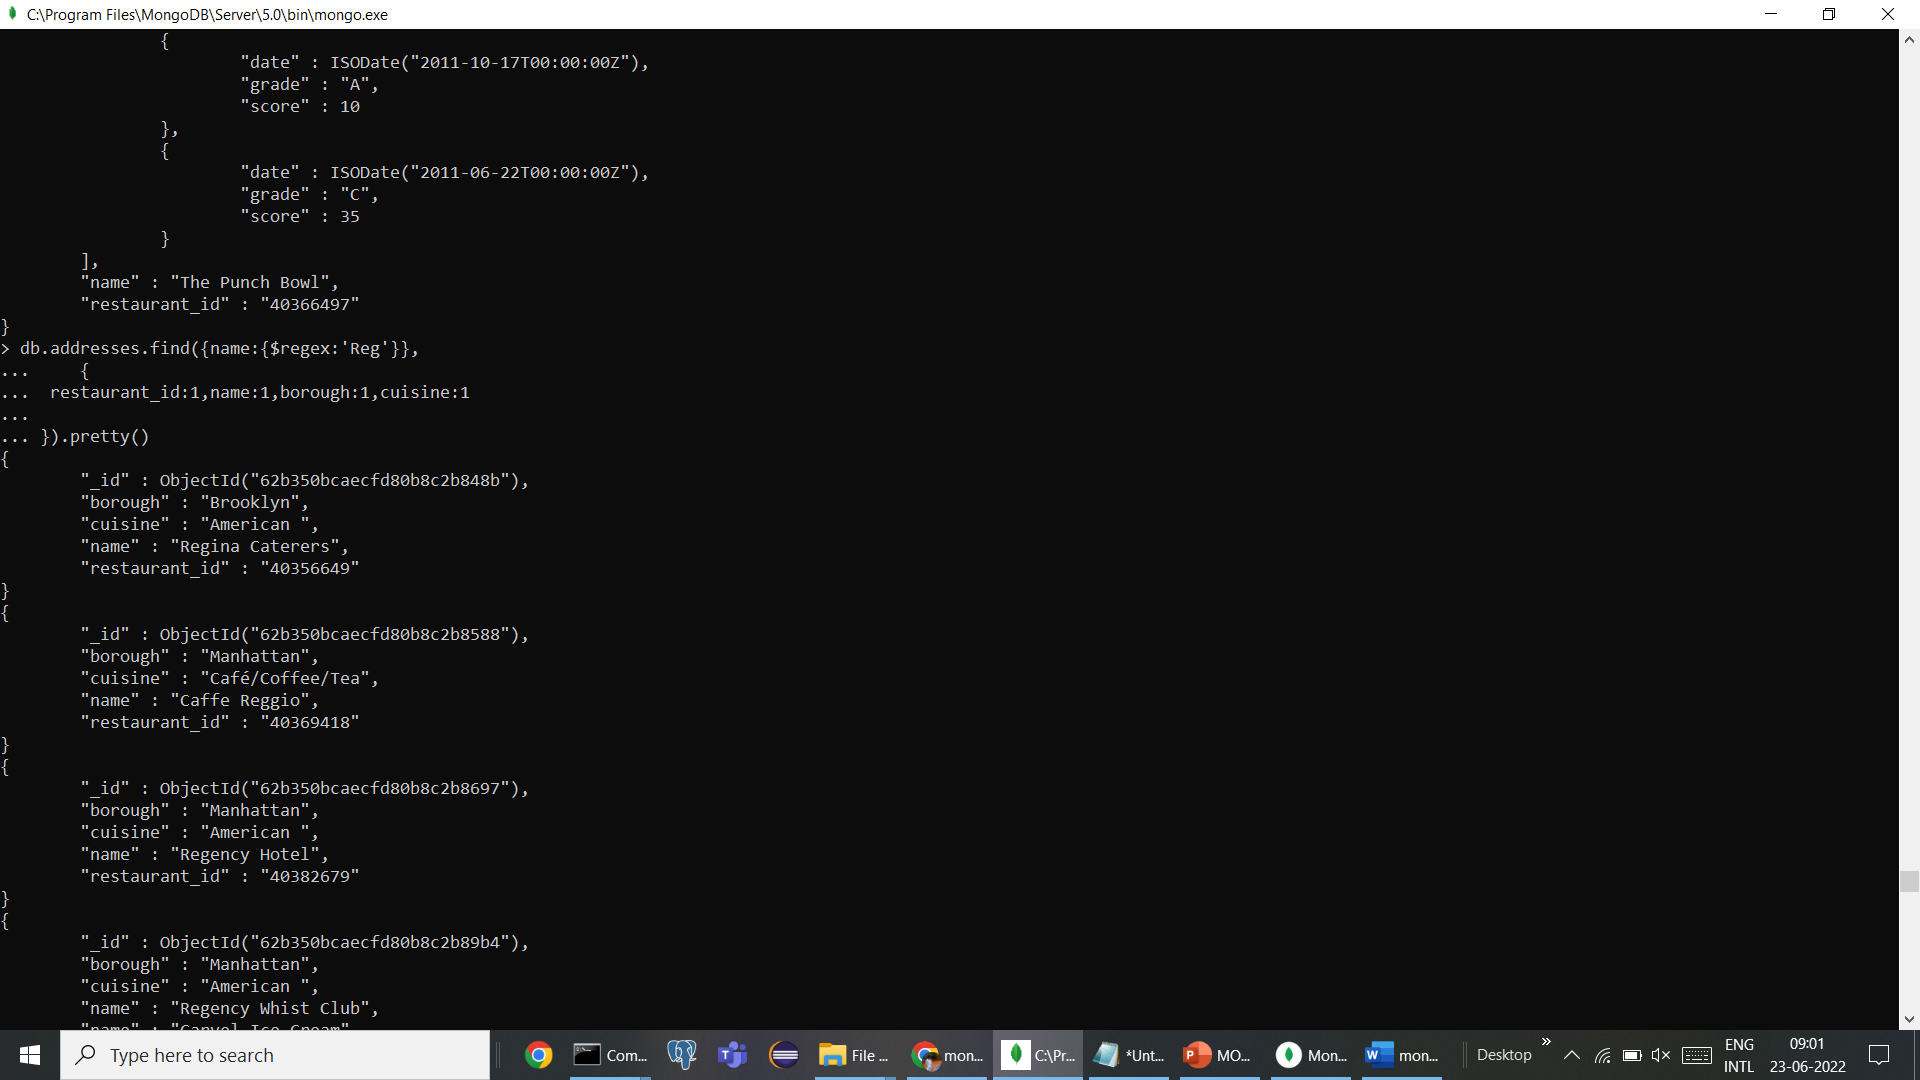 C:\Program Files\MongoDB\Server\5.0\bin\mongo.exe
{
"date" : ISODate("2011-10-17T00:00:00Z"),
"grade" : "A",
"score" : 10
},
{
"date" : ISODate("2011-06-22T00:00:00Z"),
"grade" : "C",
"score" : 35
}
],
"name" : "The Punch Bowl",
"restaurant_id" : "40366497"
}
> db.addresses.find({name:{$regex:'Reg'}},
... {
... restaurant_id:1,name:1,borough:1,cuisine:1
...
... }).pretty()
{
"_id" : ObjectId("62b350bcaecfd80b8c2b848b"),
"borough" : "Brooklyn",
"cuisine" : "American ",
"name" : "Regina Caterers",
"restaurant_id" : "40356649"
}
{
"_id" : ObjectId("62b350bcaecfd80b8c2b8588"),
"borough" : "Manhattan",
"cuisine" : "Café/Coffee/Tea",
"name" : "Caffe Reggio",
"restaurant_id" : "40369418"
}
{
"_id" : ObjectId("62b350bcaecfd80b8c2b8697"),
"borough" : "Manhattan",
"cuisine" : "American ",
"name" : "Regency Hotel",
"restaurant_id" : "40382679"
}
{
"_id" : ObjectId("62b350bcaecfd80b8c2b89b4"),
"borough" : "Manhattan",
"cuisine" : "American ",
"name" : "Regency Whist Club",
"name" : "Carvel Ice Cream"
Type here to search
Com...
File ...
mon...
C:\Pr...
*Unt...
MO...
Mon...
mon...
Desktop
ENG
INTL
09:01
23-06-2022